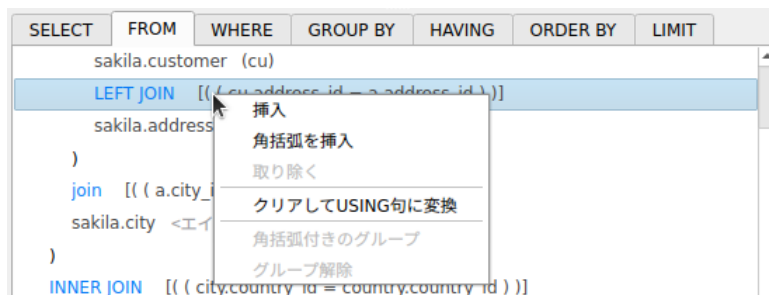 SELECT FROM WHERE GROUP BY HAVING ORDER BY LIMIT
sakila.customer (cu)
LEFT JOIN [( ( cu.address_id = a.address_id ) )]
挿入
sakila.address
角括弧を挿入
)
取り除く
join [( ( a.city_i
クリアしてUSING句に変換
sakila.city <エイ
角括弧付きのグループ
)
グループ解除
INNER JOIN [( ( city.country_id = country.country_id ) )]